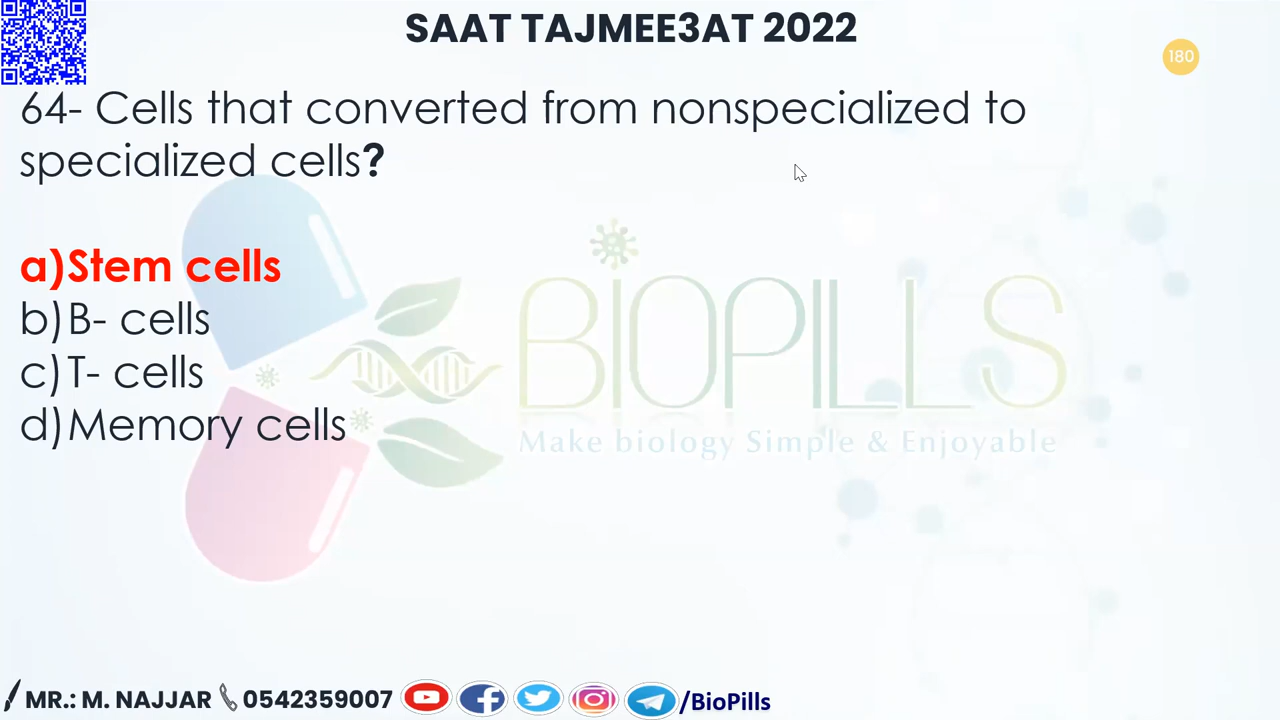 SAAT TAJMEE3AT 2022
180
64- Cells that converted from nonspecialized to
specialized cells?
a)Stem cells
b)B- cells
c)T- cells
d)Memory cells
BIOPILLS
Make biology Simple & Enjoyable
MR.: M. NAJJAR 0542359007 /BioPills